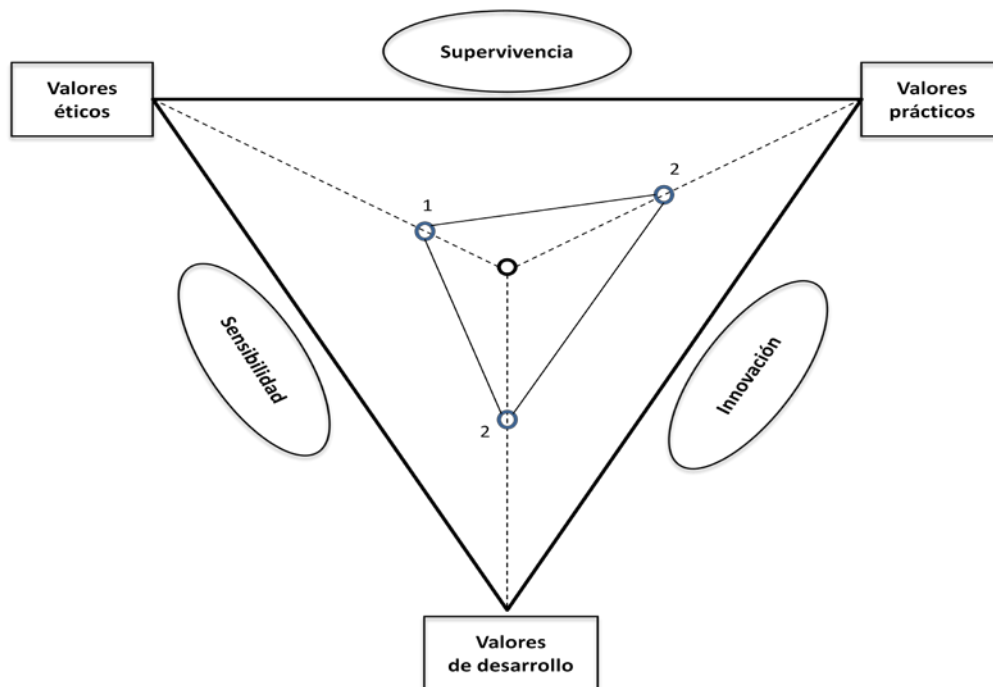 Supervivencia
Valores
éticos
Valores
prácticos
2
1
Sensibilidad
Innovación
2
Valores
de desarrollo